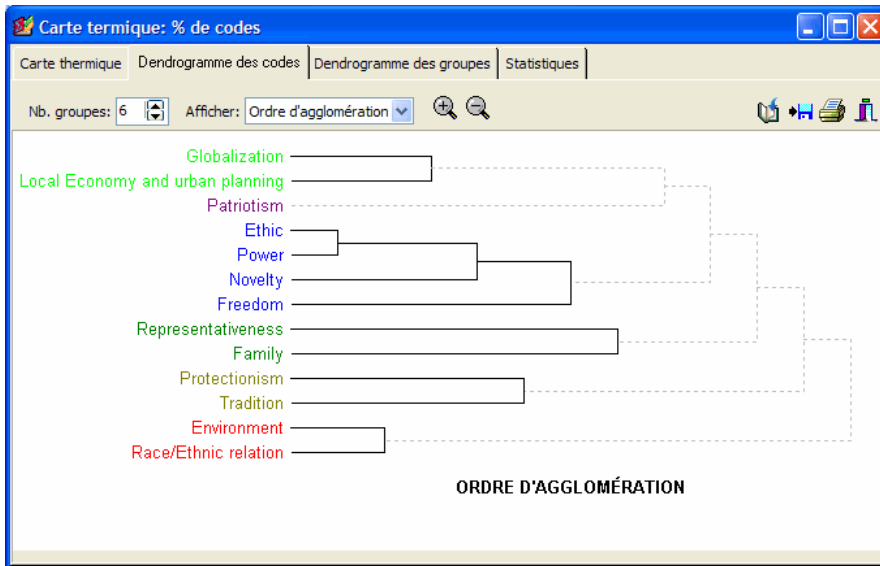 Carte termique: % de codes
Carte thermique Dendrogramme des codes Dendrogramme des groupes Statistiques
Nb. groupes: 6 Afficher: Ordre d'agglomération
Globalization
Local Economy and urban planning
Patriotism
Ethic
Power
Novelty
Freedom
Representativeness
Family
Protectionism
Tradition
Environment
Race/Ethnic relation
ORDRE D'AGGLOMÉRATION